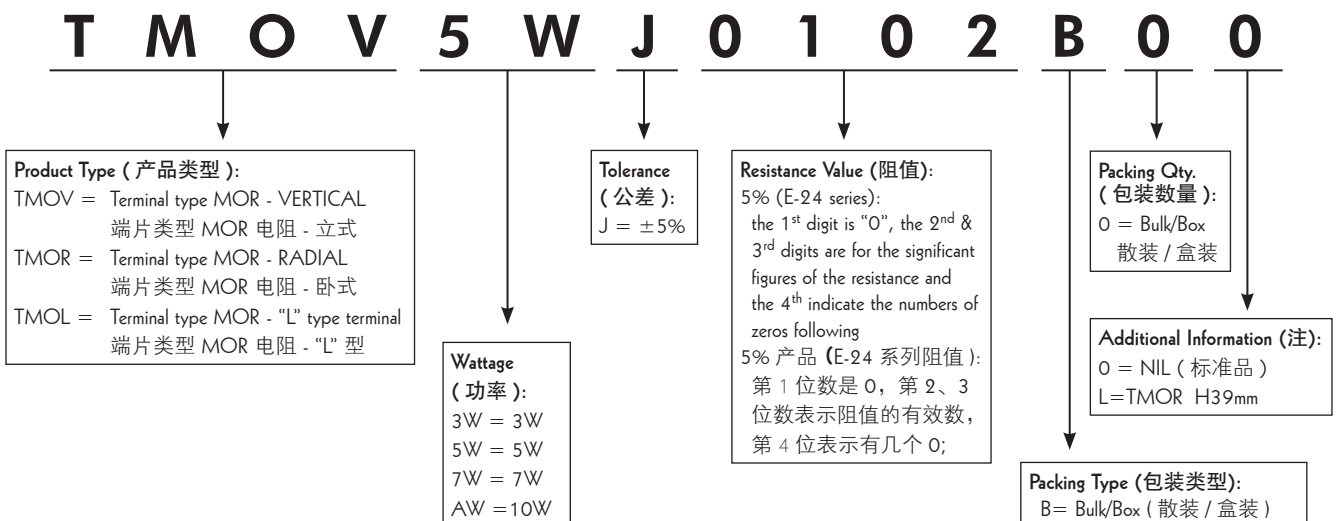 TMOV5WJ0102B00
Product Type ( 产品类型 ):
TMOV = Terminal type MOR - VERTICAL
端片类型 MOR 电阻 - 立式
TMOR = Terminal type MOR - RADIAL
端片类型 MOR 电阻 - 卧式
TMOL = Terminal type MOR - “L” type terminal
端片类型 MOR 电阻 - “L” 型
Wattage
( 功率 ):
3W = 3W
5W = 5W
7W = 7W
AW =10W
Tolerance
( 公差 ):
J = ±5%
Resistance Value (阻值):
5% (E-24 series):
the 1st digit is “0”, the 2nd &
3rd digits are for the significant
figures of the resistance and
the 4th indicate the numbers of
zeros following
5% 产品 (E-24 系列阻值 ):
第 1 位数是 0，第 2、3
位数表示阻值的有效数，
第 4 位表示有几个 0;
Packing Type (包装类型):
B= Bulk/Box ( 散装 / 盒装 )
Packing Qty.
( 包装数量 ):
0 = Bulk/Box
散装 / 盒装
Additional Information (注):
0 = NIL ( 标准品 )
L=TMOR H39mm